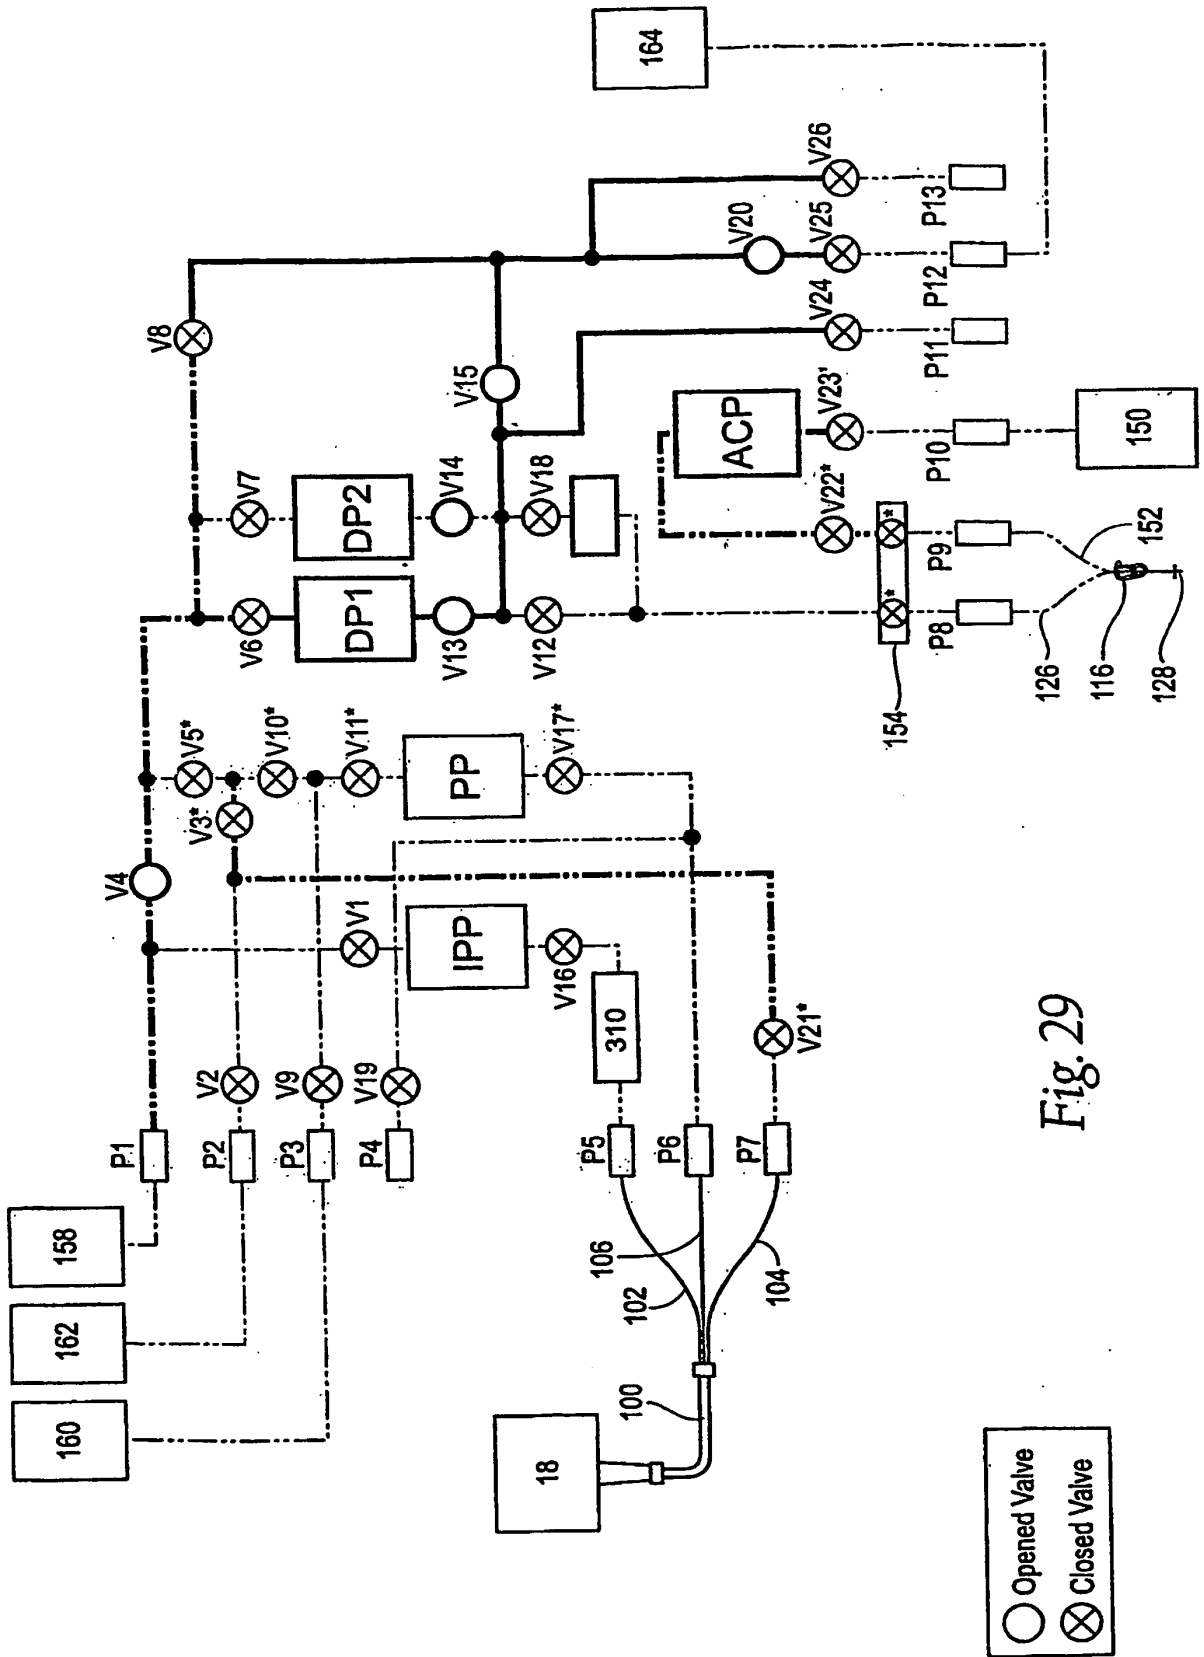 160
162
158
P1
P2
P3
P4
V2
V9
V19
V4
V5*
V3*
V10*
V11*
V1
IPP
PP
V16
V17*
310
P5
P6
P7
V21*
102
106
104
100
18
V8
V6
V7
DP1
DP2
V13
V14
V15
V12
V18
ACP
V22*
V23'
V24
V20
V25
V26
*
*
154
P8
P9
P10
P11
P12
P13
164
150
126
116
128
152
Opened Valve
Closed Valve
Fig. 29